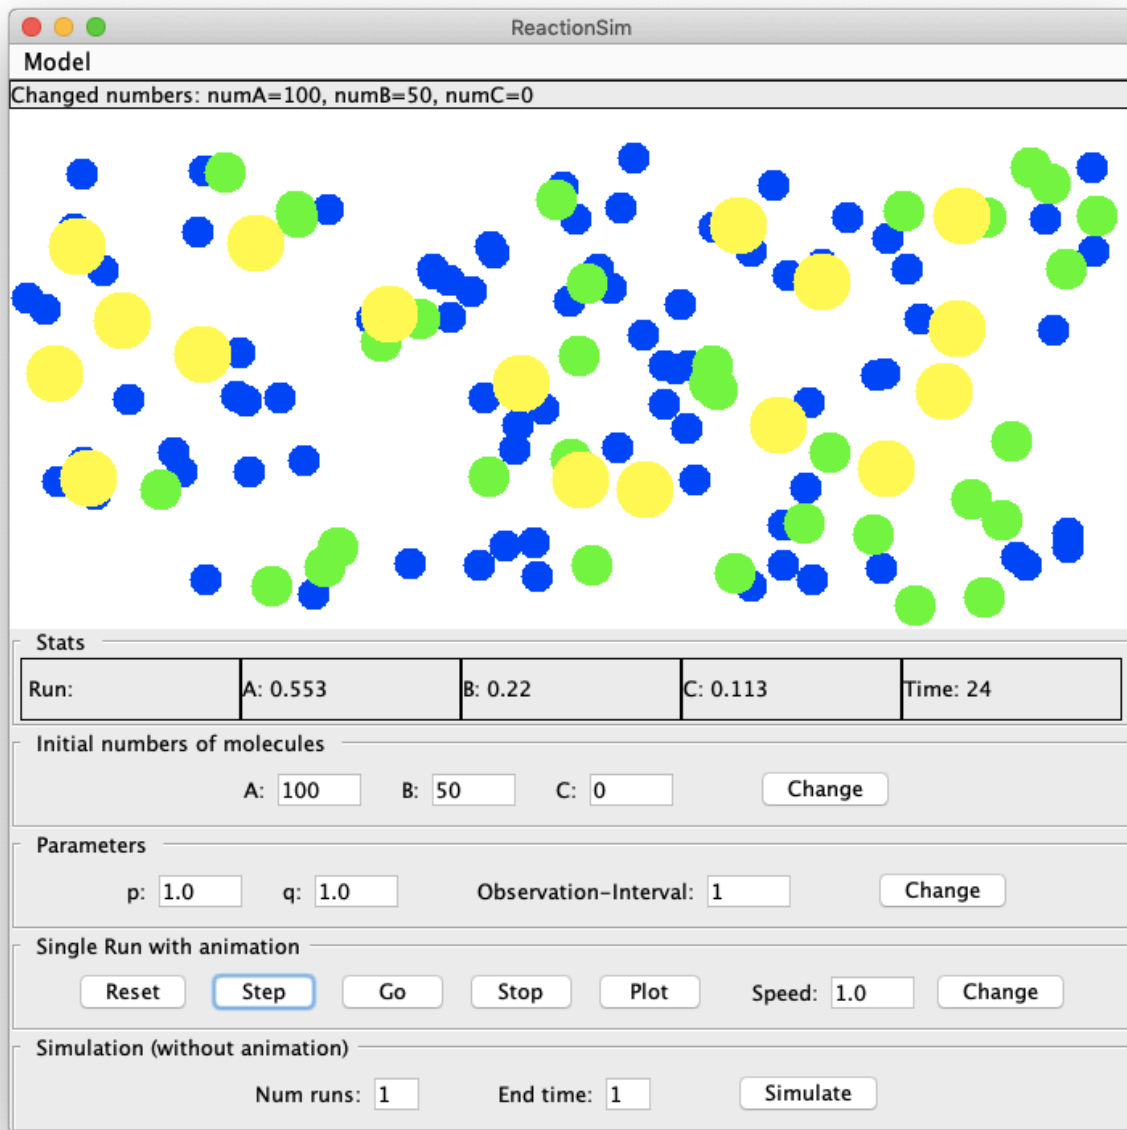 ReactionSim
Model
Changed numbers: numA=100, numB=50, numC=0
Stats
Run: A: 0.553 B: 0.22 C: 0.113 Time: 24
Initial numbers of molecules
A: 100 B: 50 C: 0 Change
Parameters
p: 1.0 q: 1.0 Observation-Interval: 1 Change
Single Run with animation
Reset Step Go Stop Plot Speed: 1.0 Change
Simulation (without animation)
Num runs: 1 End time: 1 Simulate